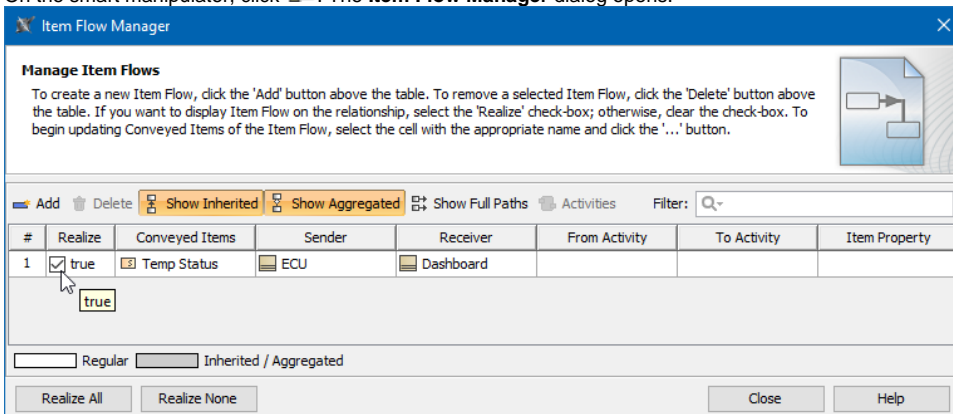 On the smart manipulator, click . The Item Flow Manager dialog opens.
Item Flow Manager
Manage Item Flows
To create a new Item Flow, click the 'Add' button above the table. To remove a selected Item Flow, click the 'Delete' button above
the table. If you want to display Item Flow on the relationship, select the 'Realize' check-box; otherwise, clear the check-box. To
begin updating Conveyed Items of the Item Flow, select the cell with the appropriate name and click the '...' button.
Add Delete Show Inherited Show Aggregated Show Full Paths Activities Filter:
# Realize Conveyed Items Sender Receiver From Activity To Activity Item Property
1 true Temp Status ECU Dashboard
true
Regular Inherited / Aggregated
Realize All Realize None Close Help